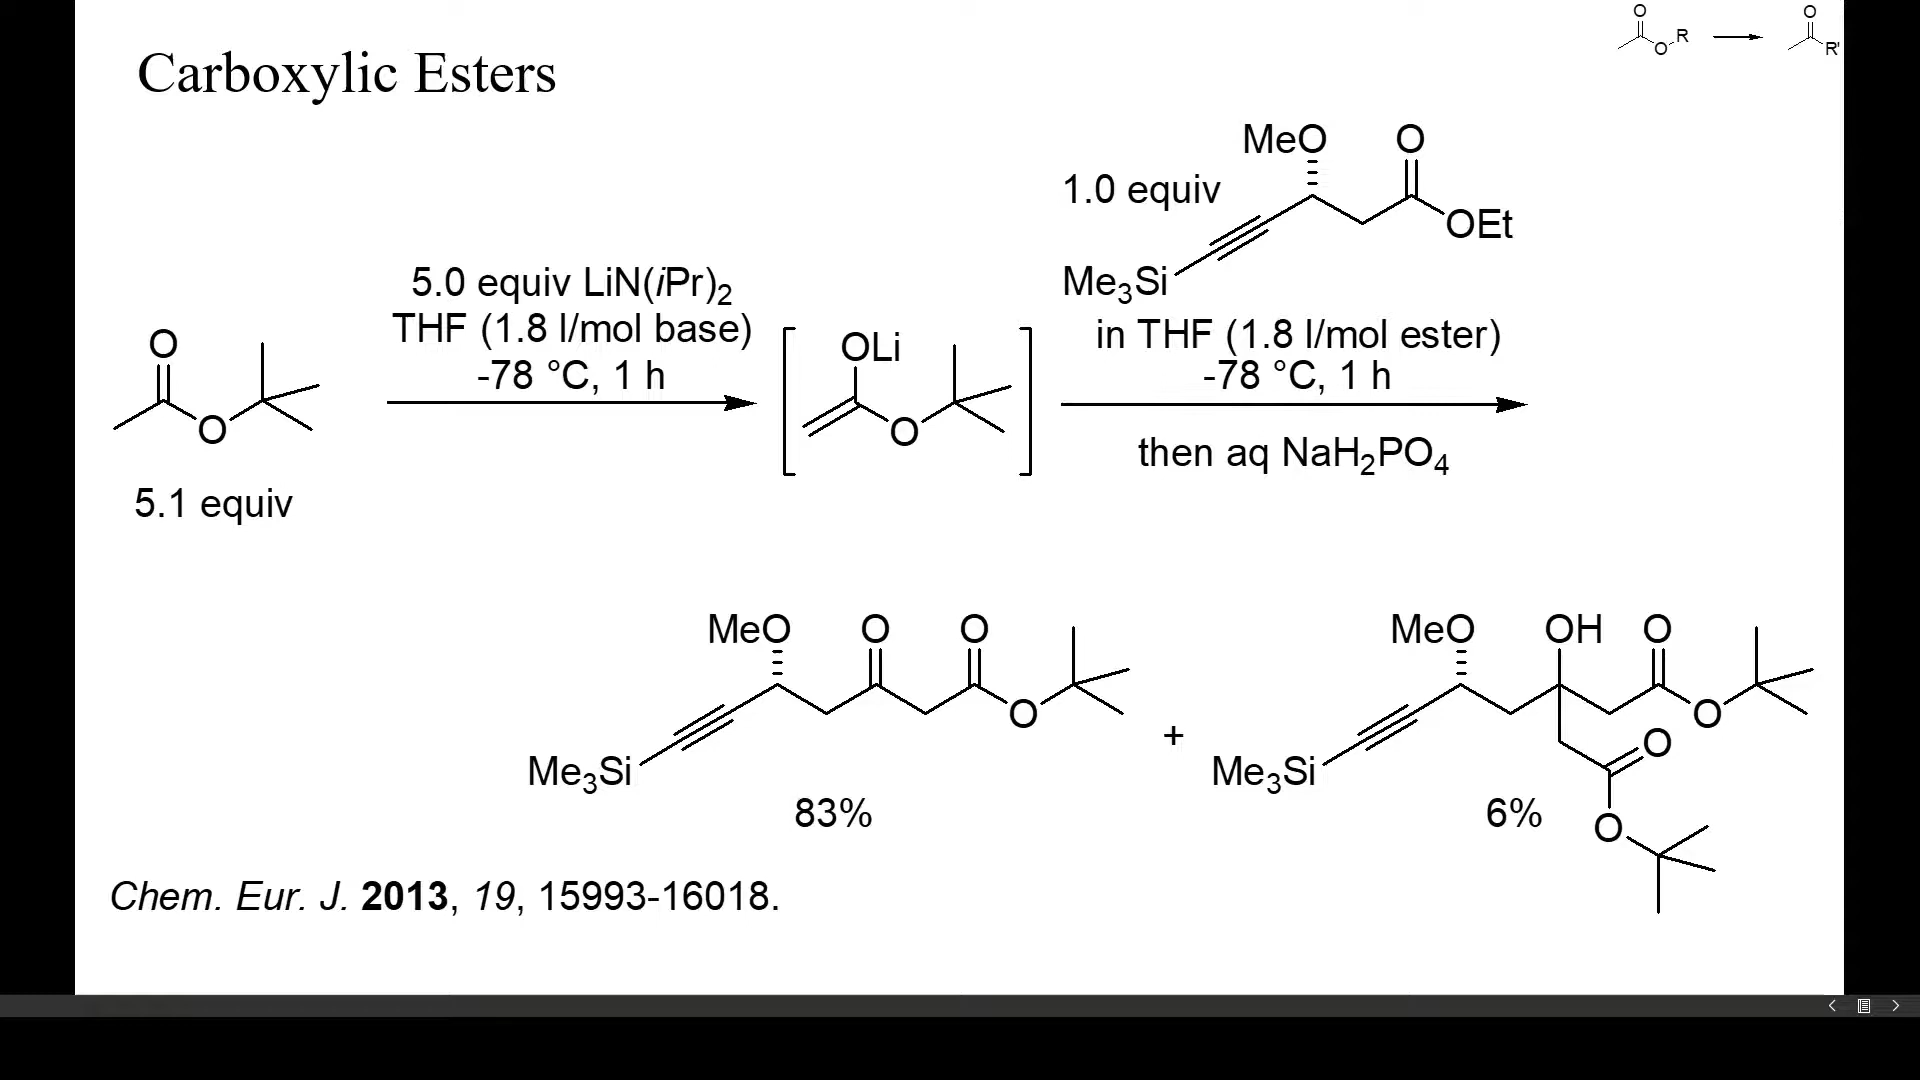 Carboxylic Esters
O
O
R
O
R'
MeO
O
1.0 equiv
OEt
Me3Si
5.0 equiv LiN(iPr)2
THF (1.8 l/mol base)
-78 °C, 1 h
in THF (1.8 l/mol ester)
-78 °C, 1 h
then aq NaH2PO4
O
O
5.1 equiv
OLi
O
MeO
O
O
O
Me3Si
83%
+
MeO
OH
O
O
O
Me3Si
6%
O
Chem. Eur. J. 2013, 19, 15993-16018.